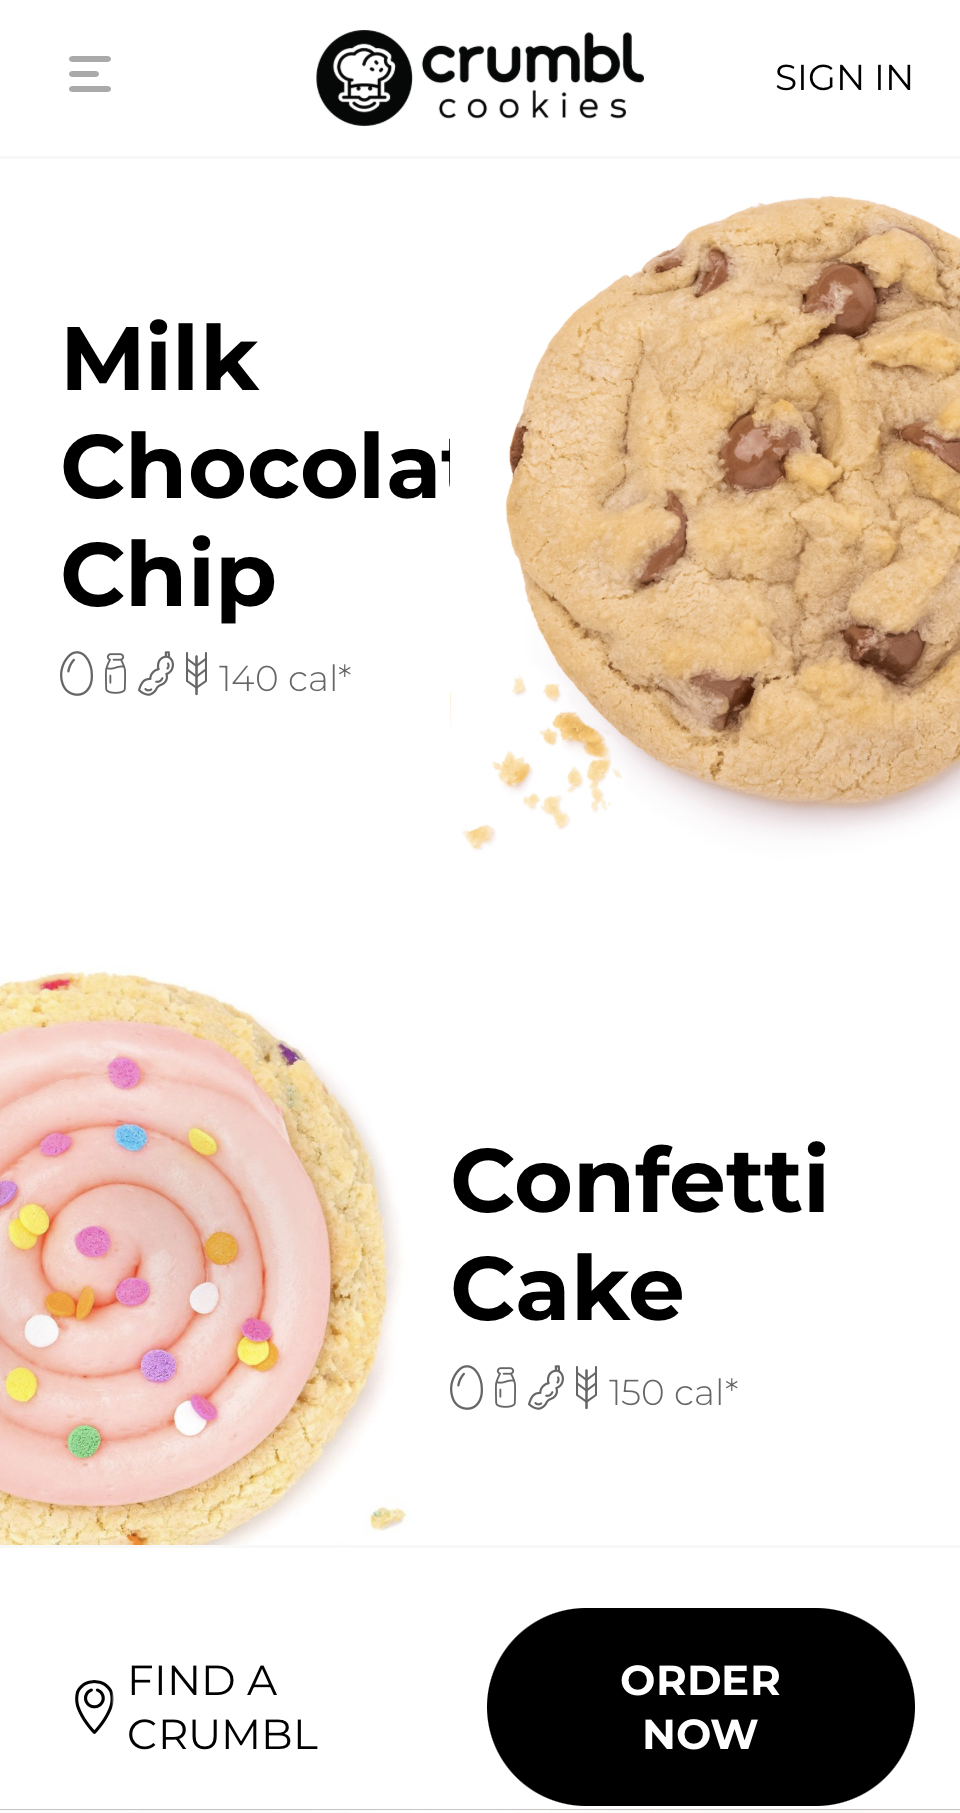 crumbl
cookies
SIGN IN
Milk
Chocolat
Chip
140 cal*
Confetti
Cake
150 cal*
FIND A
CRUMBL
ORDER
NOW